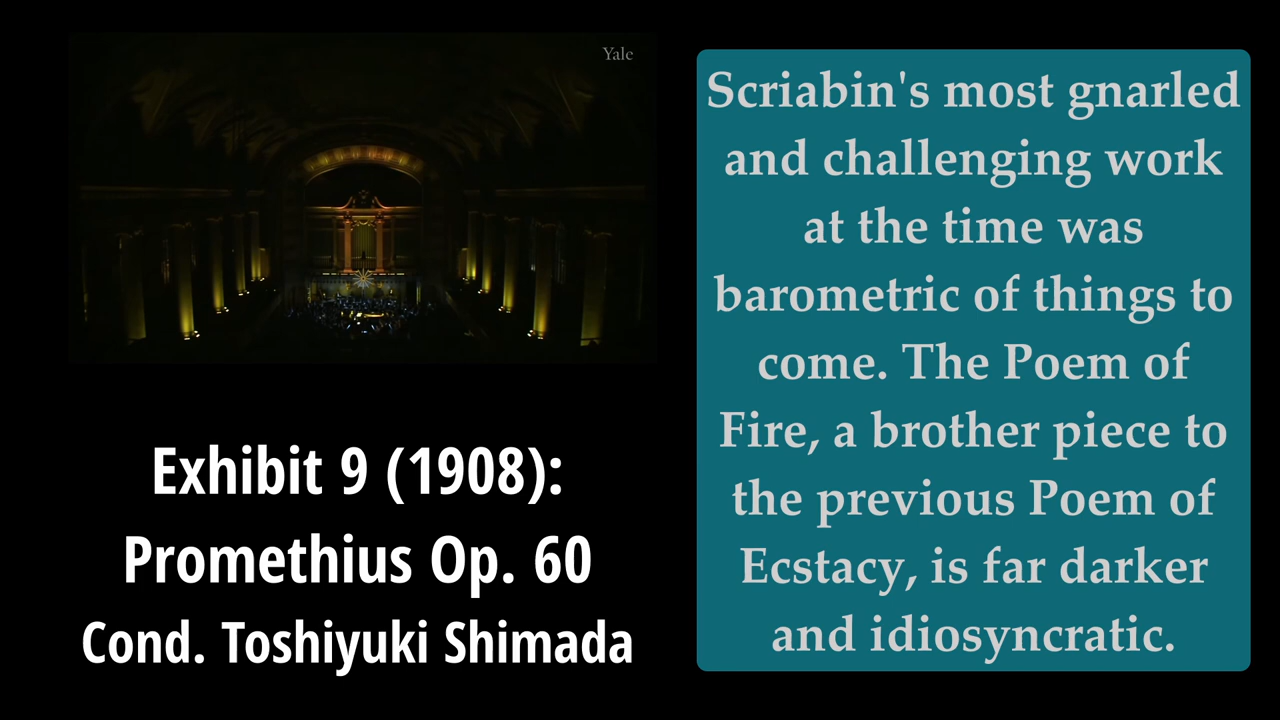 Yale
Exhibit 9 (1908):
Promethius Op. 60
Cond. Toshiyuki Shimada
Scriabin's most gnarled
and challenging work
at the time was
barometric of things to
come. The Poem of
Fire, a brother piece to
the previous Poem of
Ecstacy, is far darker
and idiosyncratic.